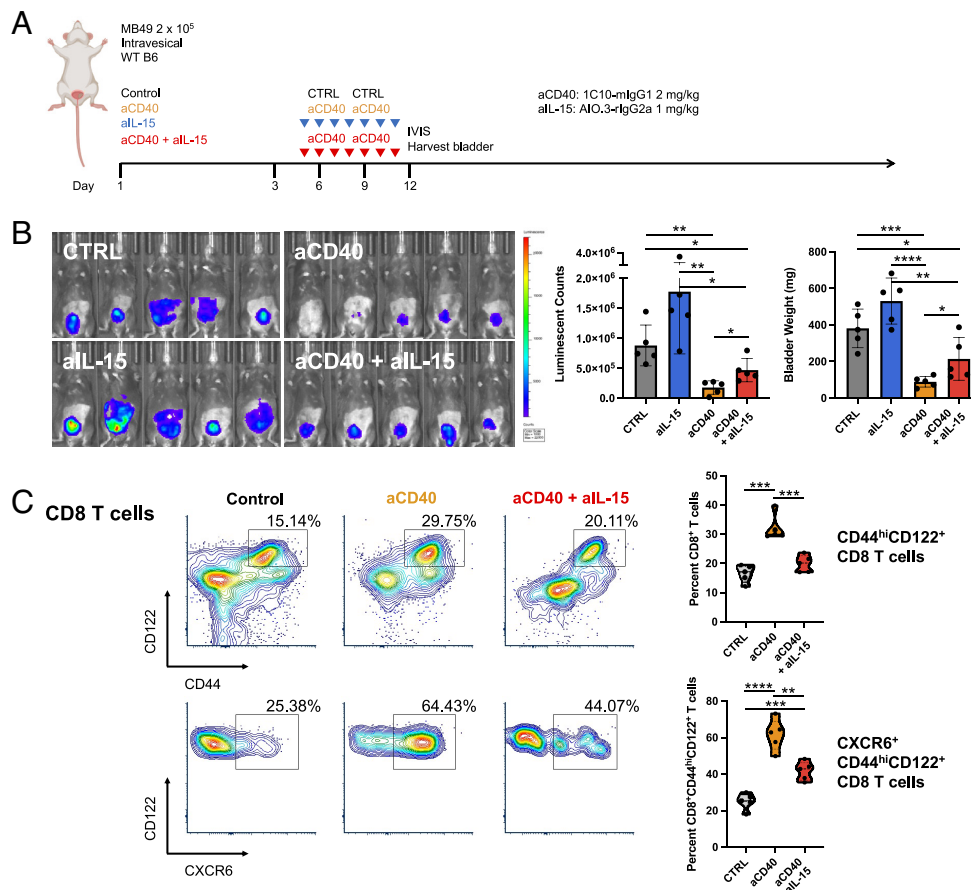 A
MB49 2 x 10⁵
Intravesical
WT B6
Control
aCD40
aIL-15
aCD40 + aIL-15
CTRL CTRL
aCD40 aCD40
aCD40 aCD40
IVIS
Harvest bladder
aCD40: 1C10-mIgG1 2 mg/kg
aIL-15: AIO.3-rIgG2a 1 mg/kg
Day 1 3 6 9 12
B
CTRL
aCD40
aIL-15
aCD40 + aIL-15
Luminescence
Counts
Luminescent Counts
4.0×10⁶
2.0×10⁶
1.5×10⁶
1.0×10⁶
5.0×10⁵
0.0
**
*
**
*
*
CTRL
aIL-15
aCD40
aCD40
+ aIL-15
Bladder Weight (mg)
800
600
400
200
0
***
*
****
**
*
CTRL
aIL-15
aCD40
aCD40
+ aIL-15
C
CD8 T cells
Control
aCD40
aCD40 + aIL-15
15.14%
29.75%
20.11%
CD122
CD44
25.38%
64.43%
44.07%
CD122
CXCR6
Percent CD8⁺ T cells
50
40
30
20
10
0
***
***
CTRL
aCD40
aCD40
+ aIL-15
CD44ʰⁱCD122⁺
CD8 T cells
Percent CD8⁺CD44ʰⁱCD122⁺ T cells
80
60
40
20
0
****
**
***
CTRL
aCD40
aCD40
aIL-15
CXCR6⁺
CD44ʰⁱCD122⁺
CD8 T cells